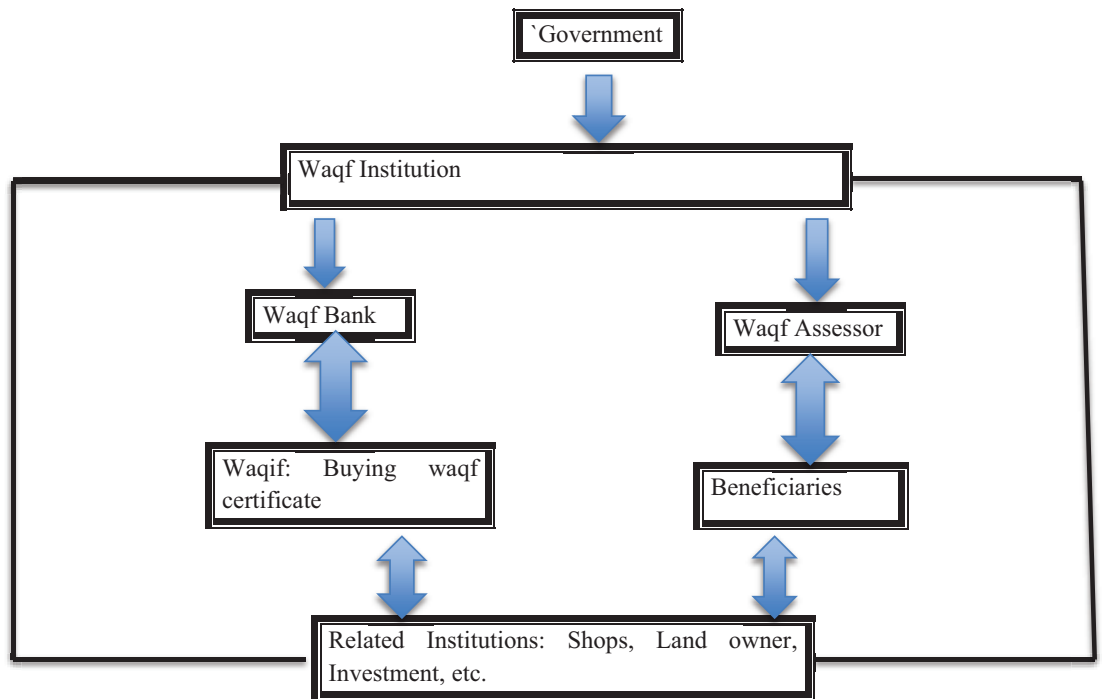 `Government
Waqf Institution
Waqf Bank
Waqf Assessor
Waqif: Buying waqf
certificate
Beneficiaries
Related Institutions: Shops, Land owner,
Investment, etc.